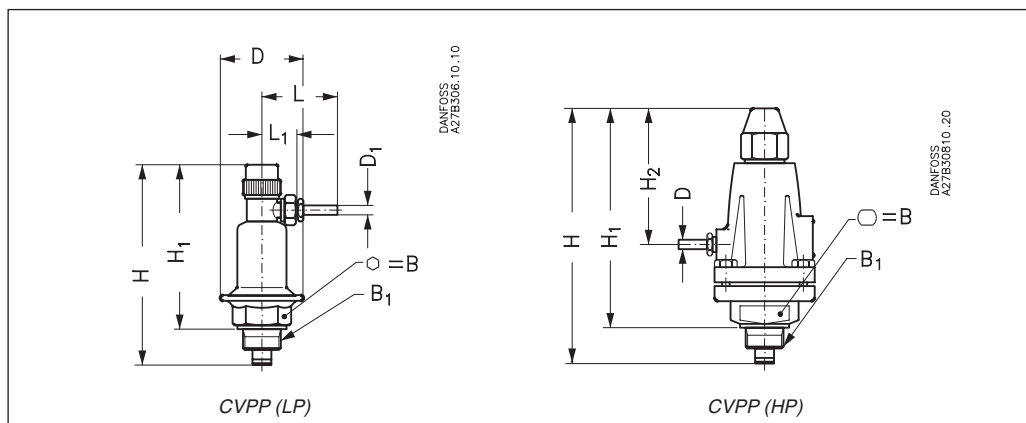 D
L
L1
D1
H
H1
=B
B1
DANFOSS
A27B306.10.10
CVPP (LP)
H
H1
H2
D
=B
B1
DANFOSS
A27B30810.20
CVPP (HP)